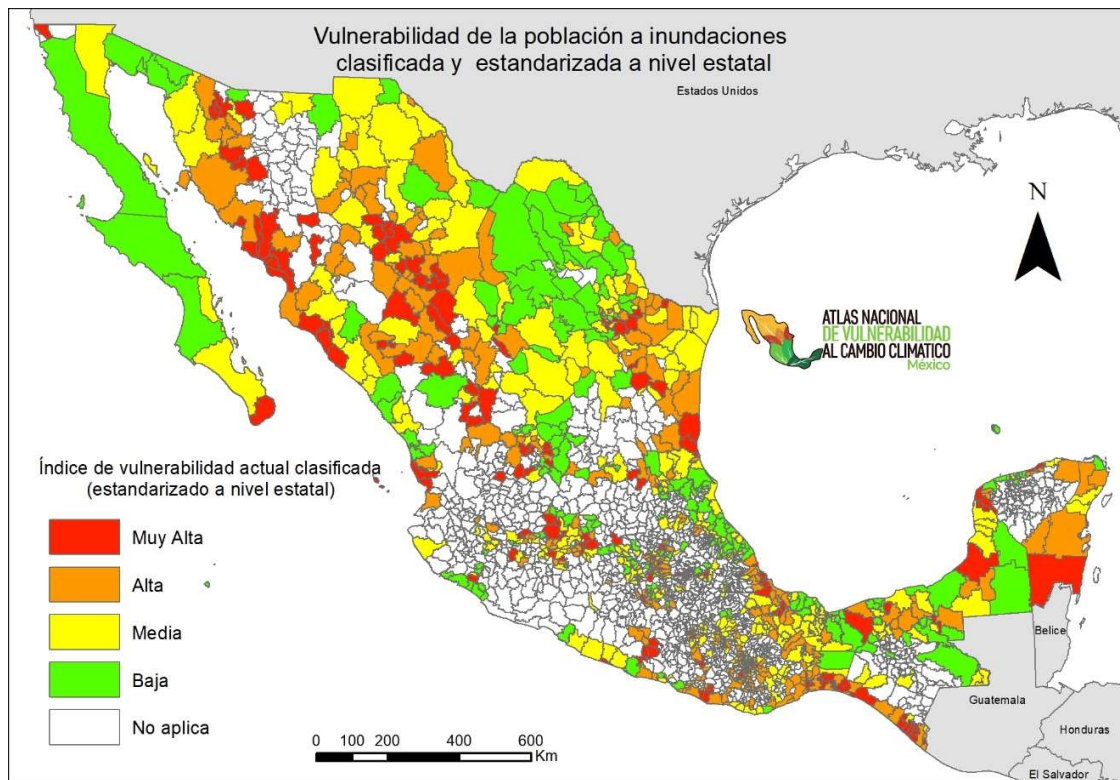 Vulnerabilidad de la población a inundaciones
clasificada y estandarizada a nivel estatal
Estados Unidos
N
ATLAS NACIONAL
DE VULNERABILIDAD
AL CAMBIO CLIMATICO
México
Índice de vulnerabilidad actual clasificada
(estandarizado a nivel estatal)
Muy Alta
Alta
Media
Baja
No aplica
0 100 200 400 600
Km
Belice
Guatemala
Honduras
El Salvador